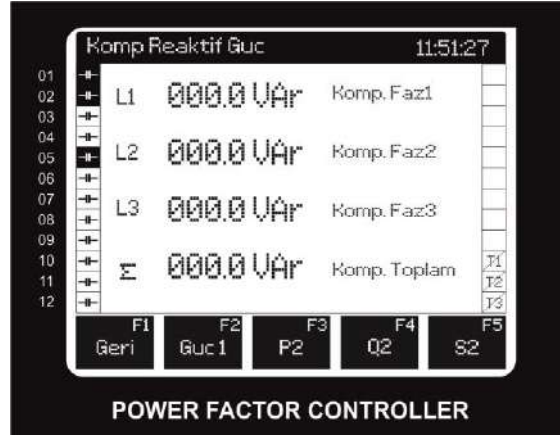 Komp Reaktif Guc 11:51:27
01
02
03
04
05
06
07
08
09
10
11
12
L1 000.0 VAr Komp. Faz1
L2 000.0 VAr Komp. Faz2
L3 000.0 VAr Komp. Faz3
Σ 000.0 VAr Komp. Toplam
T1
T2
T3
F1 F2 F3 F4 F5
Geri Guc 1 P2 Q2 S2
POWER FACTOR CONTROLLER